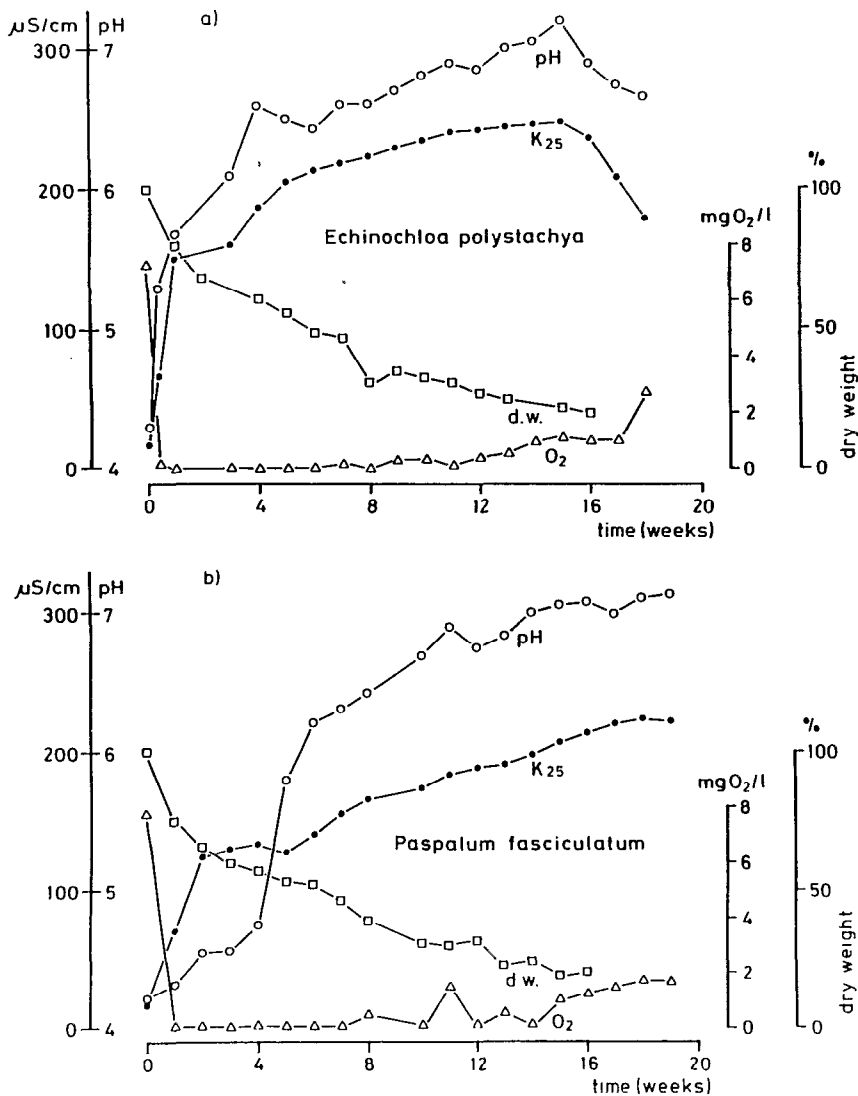 a)
µS/cm pH
300 7
pH
K25
%
200 6
100
Echinochloa polystachya
mgO2/l
8
6
100 5
50
4
d.w.
2
O2
0 4
0
0
dry weight
0 4 8 12 16 20
time (weeks)
b)
µS/cm pH
300 7
pH
%
200 6
100
K25
mgO2/l
8
Paspalum fasciculatum
6
100 5
50
4
d w.
2
O2
0 4
0
0
dry weight
0 4 8 12 16 20
time (weeks)